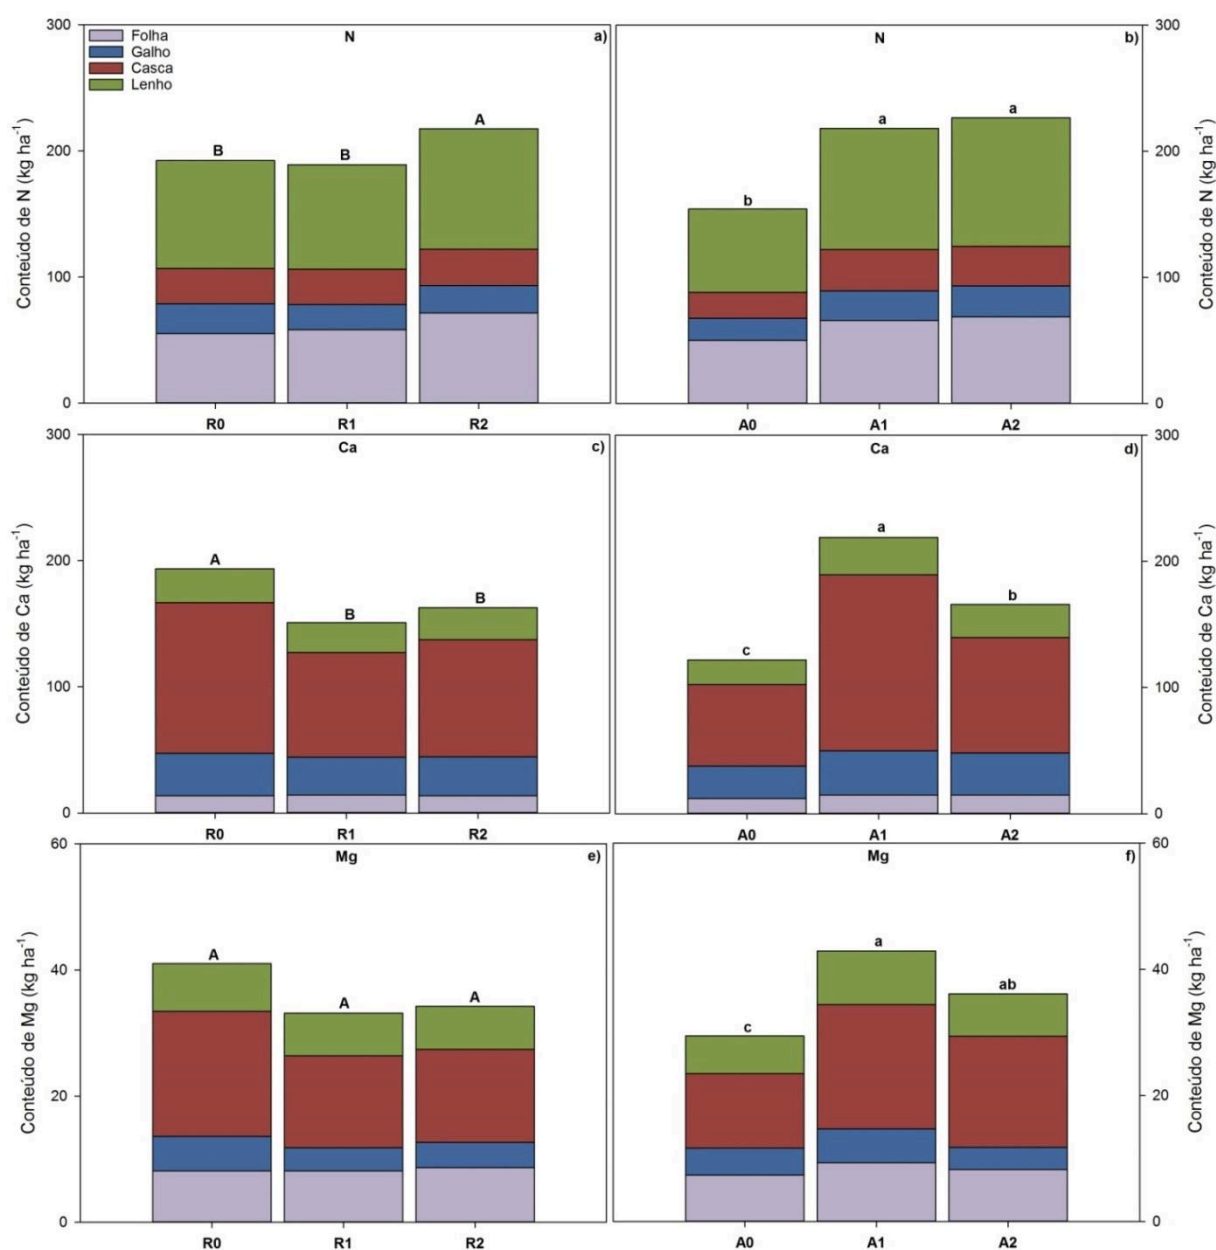 300
N
a)
Folha
Galho
Casca
Lenho
200
100
0
Conteúdo de N (kg ha⁻¹)
B
B
A
R0
R1
R2
N
b)
300
200
100
0
Conteúdo de N (kg ha⁻¹)
b
a
a
A0
A1
A2
300
Ca
c)
200
100
0
Conteúdo de Ca (kg ha⁻¹)
A
B
B
R0
R1
R2
Ca
d)
300
200
100
0
Conteúdo de Ca (kg ha⁻¹)
c
a
b
A0
A1
A2
60
Mg
e)
40
20
0
Conteúdo de Mg (kg ha⁻¹)
A
A
A
R0
R1
R2
Mg
f)
60
40
20
0
Conteúdo de Mg (kg ha⁻¹)
c
a
ab
A0
A1
A2